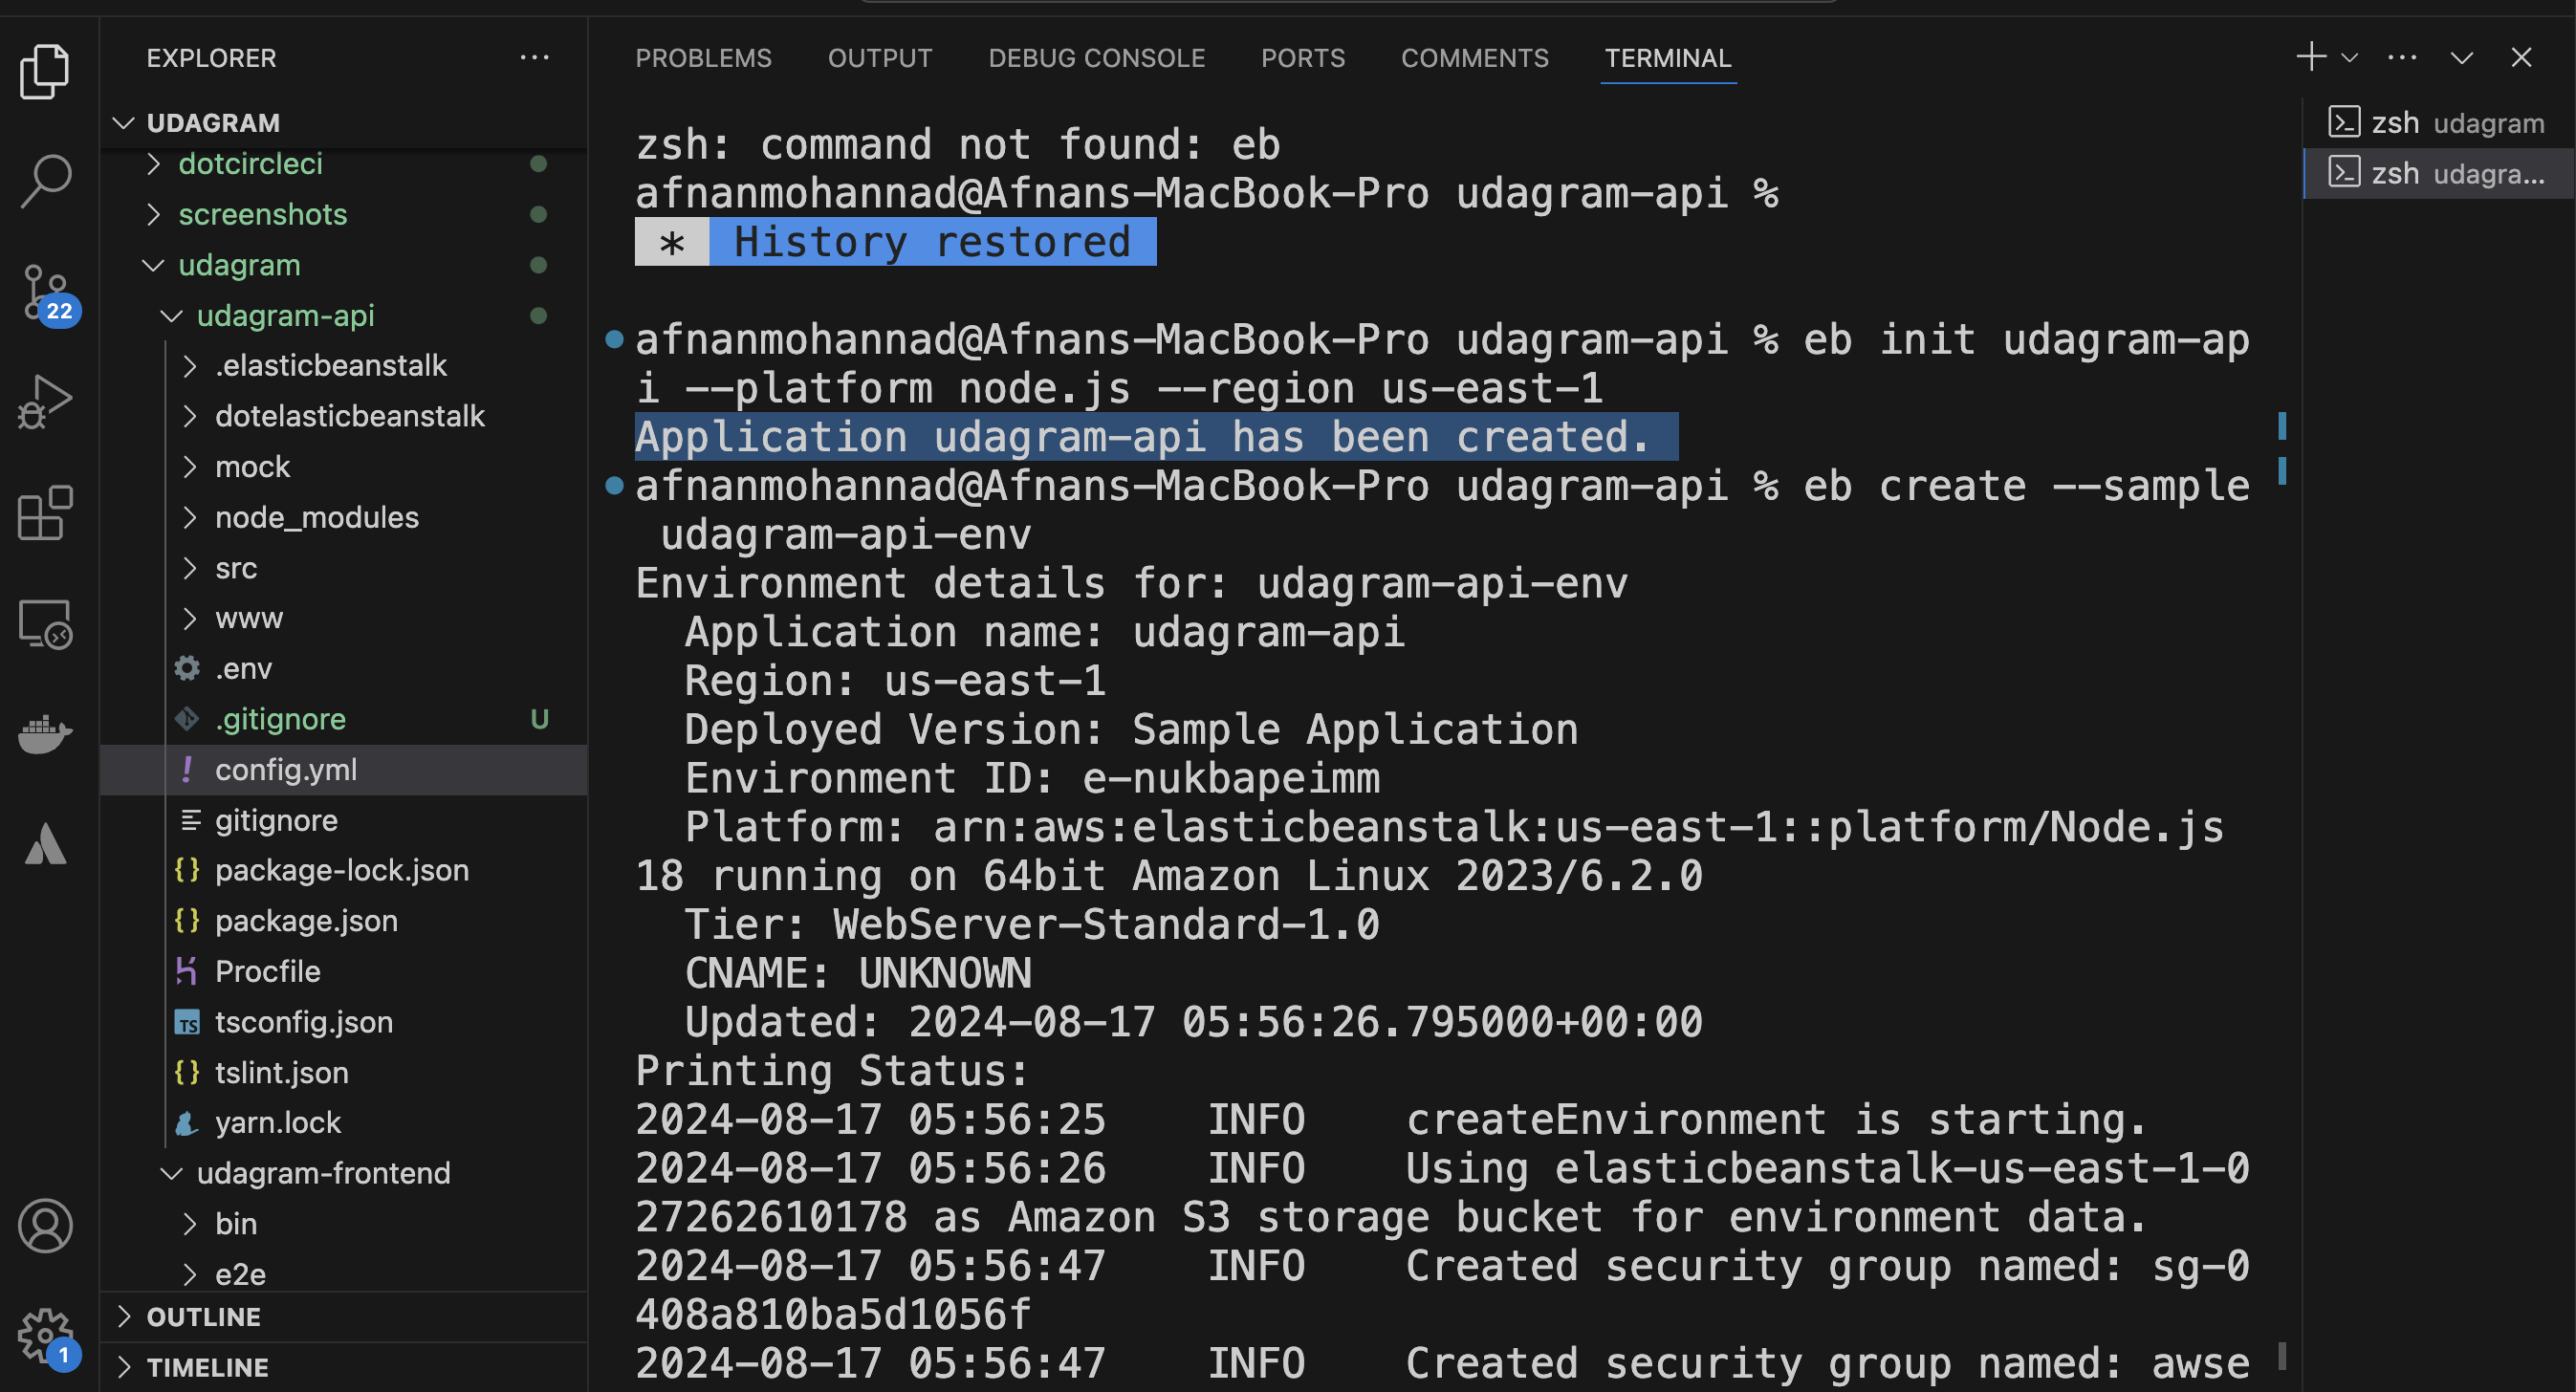 EXPLORER
UDAGRAM
dotcircleci
screenshots
udagram
udagram-api
.elasticbeanstalk
dotelasticbeanstalk
mock
node_modules
src
www
.env
.gitignore U
config.yml
gitignore
package-lock.json
package.json
Procfile
tsconfig.json
tslint.json
yarn.lock
udagram-frontend
bin
e2e
OUTLINE
TIMELINE
22
1
PROBLEMS OUTPUT DEBUG CONSOLE PORTS COMMENTS TERMINAL
zsh: command not found: eb
afnanmohannad@Afnans-MacBook-Pro udagram-api %
* History restored
afnanmohannad@Afnans-MacBook-Pro udagram-api % eb init udagram-ap
i --platform node.js --region us-east-1
Application udagram-api has been created.
afnanmohannad@Afnans-MacBook-Pro udagram-api % eb create --sample
udagram-api-env
Environment details for: udagram-api-env
Application name: udagram-api
Region: us-east-1
Deployed Version: Sample Application
Environment ID: e-nukbapeimm
Platform: arn:aws:elasticbeanstalk:us-east-1::platform/Node.js
18 running on 64bit Amazon Linux 2023/6.2.0
Tier: WebServer-Standard-1.0
CNAME: UNKNOWN
Updated: 2024-08-17 05:56:26.795000+00:00
Printing Status:
2024-08-17 05:56:25 INFO createEnvironment is starting.
2024-08-17 05:56:26 INFO Using elasticbeanstalk-us-east-1-0
27262610178 as Amazon S3 storage bucket for environment data.
2024-08-17 05:56:47 INFO Created security group named: sg-0
408a810ba5d1056f
2024-08-17 05:56:47 INFO Created security group named: awse
zsh udagram
zsh udagra...